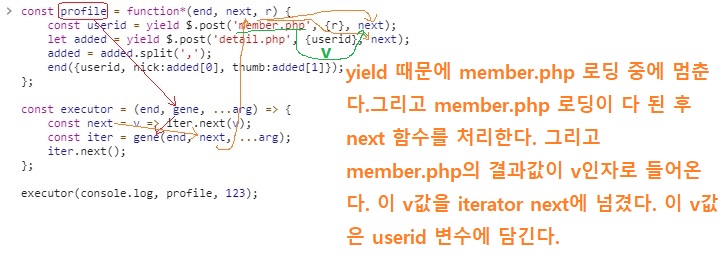 > const profile = function*(end, next, r) {
const userid = yield $.post('member.php', {r}, next);
let added = yield $.post('detail.php', {userid}, next);
added = added.split(',');
end({userid, nick:added[0], thumb:added[1]});
};
V
const executor = (end, gene, ...arg) => {
const next = v => iter.next(v);
const iter = gene(end, next, ...arg);
iter.next();
};
executor(console.log, profile, 123);
yield 때문에 member.php 로딩 중에 멈춘
다.그리고 member.php 로딩이 다 된 후
next 함수를 처리한다. 그리고
member.php의 결과값이 v인자로 들어온
다. 이 v값을 iterator next에 넘겼다. 이 v값
은 userid 변수에 담긴다.